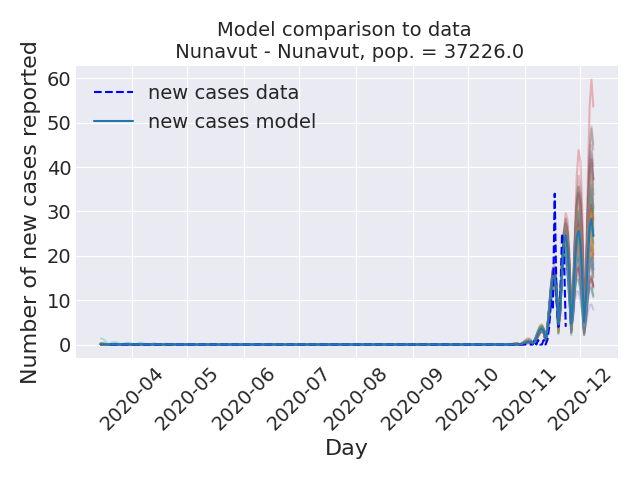 Model comparison to data
Nunavut - Nunavut, pop. = 37226.0
Number of new cases reported
60
50
40
30
20
10
0
new cases data
new cases model
2020-04
2020-05
2020-06
2020-07
2020-08
2020-09
2020-10
2020-11
2020-12
Day